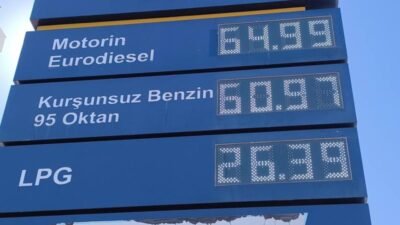 Motorin
Eurodiesel
64.99
Kurşunsuz Benzin
95 Oktan
60.97
LPG
26.39